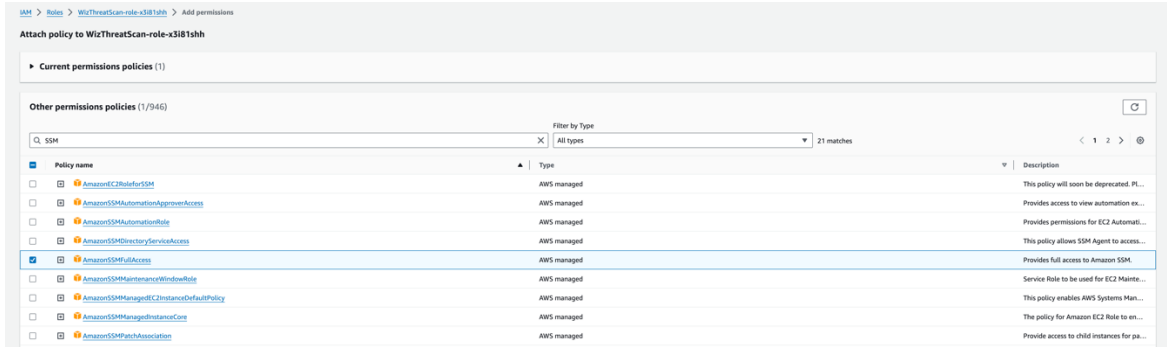 IAM > Roles > WizThreatScan-role-x3i81shh > Add permissions
Attach policy to WizThreatScan-role-x3i81shh
Current permissions policies (1)
Other permissions policies (1/946)
Filter by Type
SSM All types 21 matches 1 2
Policy name Type Description
AmazonEC2RoleforSSM AWS managed This policy will soon be deprecated. Pl...
AmazonSSMAutomationApproverAccess AWS managed Provides access to view automation ex...
AmazonSSMAutomationRole AWS managed Provides permissions for EC2 Automati...
AmazonSSMDirectoryServiceAccess AWS managed This policy allows SSM Agent to access...
AmazonSSMFullAccess AWS managed Provides full access to Amazon SSM.
AmazonSSMMaintenanceWindowRole AWS managed Service Role to be used for EC2 Mainte...
AmazonSSMManagedEC2InstanceDefaultPolicy AWS managed This policy enables AWS Systems Man...
AmazonSSMManagedInstanceCore AWS managed The policy for Amazon EC2 Role to en...
AmazonSSMPatchAssociation AWS managed Provide access to child instances for pa...